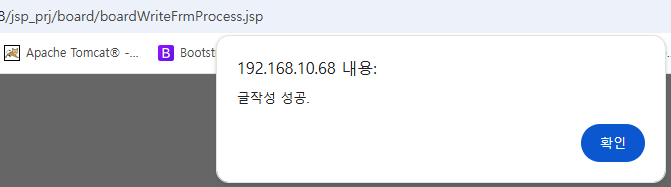 /jsp_prj/board/boardWriteFrmProcess.jsp
Apache Tomcat® -...
B Bootst
192.168.10.68 내용:
글작성 성공.
확인